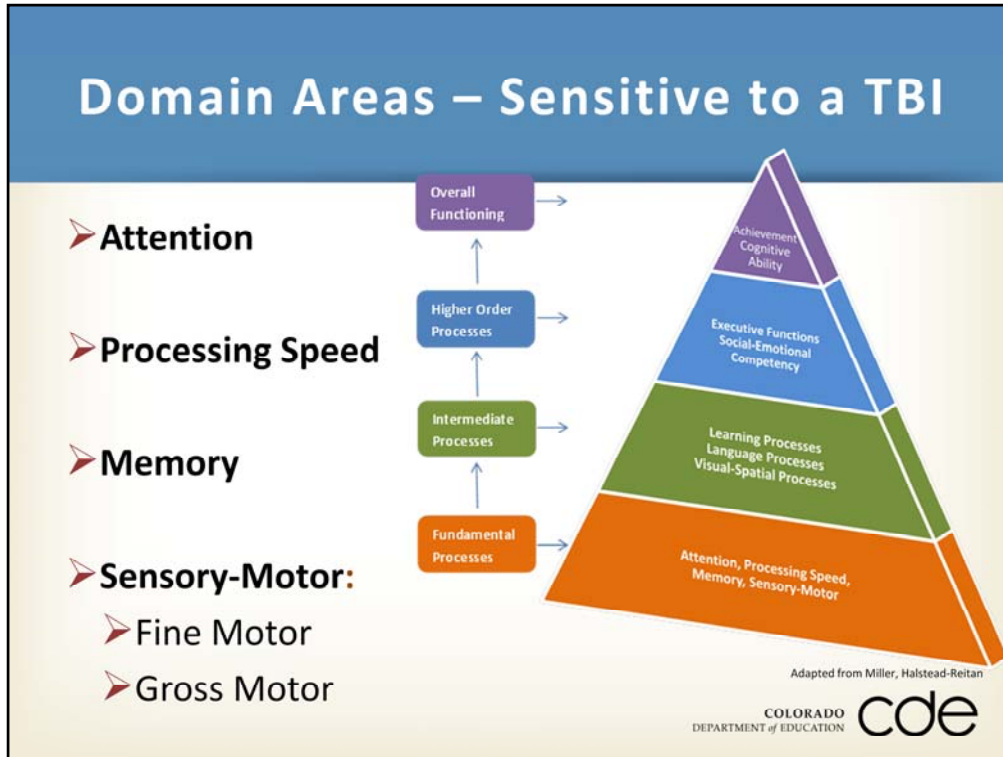 Domain Areas – Sensitive to a TBI
Attention
Processing Speed
Memory
Sensory-Motor:
Fine Motor
Gross Motor
Overall
Functioning
Higher Order
Processes
Intermediate
Processes
Fundamental
Processes
Achievement
Cognitive
Ability
Executive Functions
Social-Emotional
Competency
Learning Processes
Language Processes
Visual-Spatial Processes
Attention, Processing Speed,
Memory, Sensory-Motor
Adapted from Miller, Halstead-Reitan
COLORADO
DEPARTMENT of EDUCATION
cde